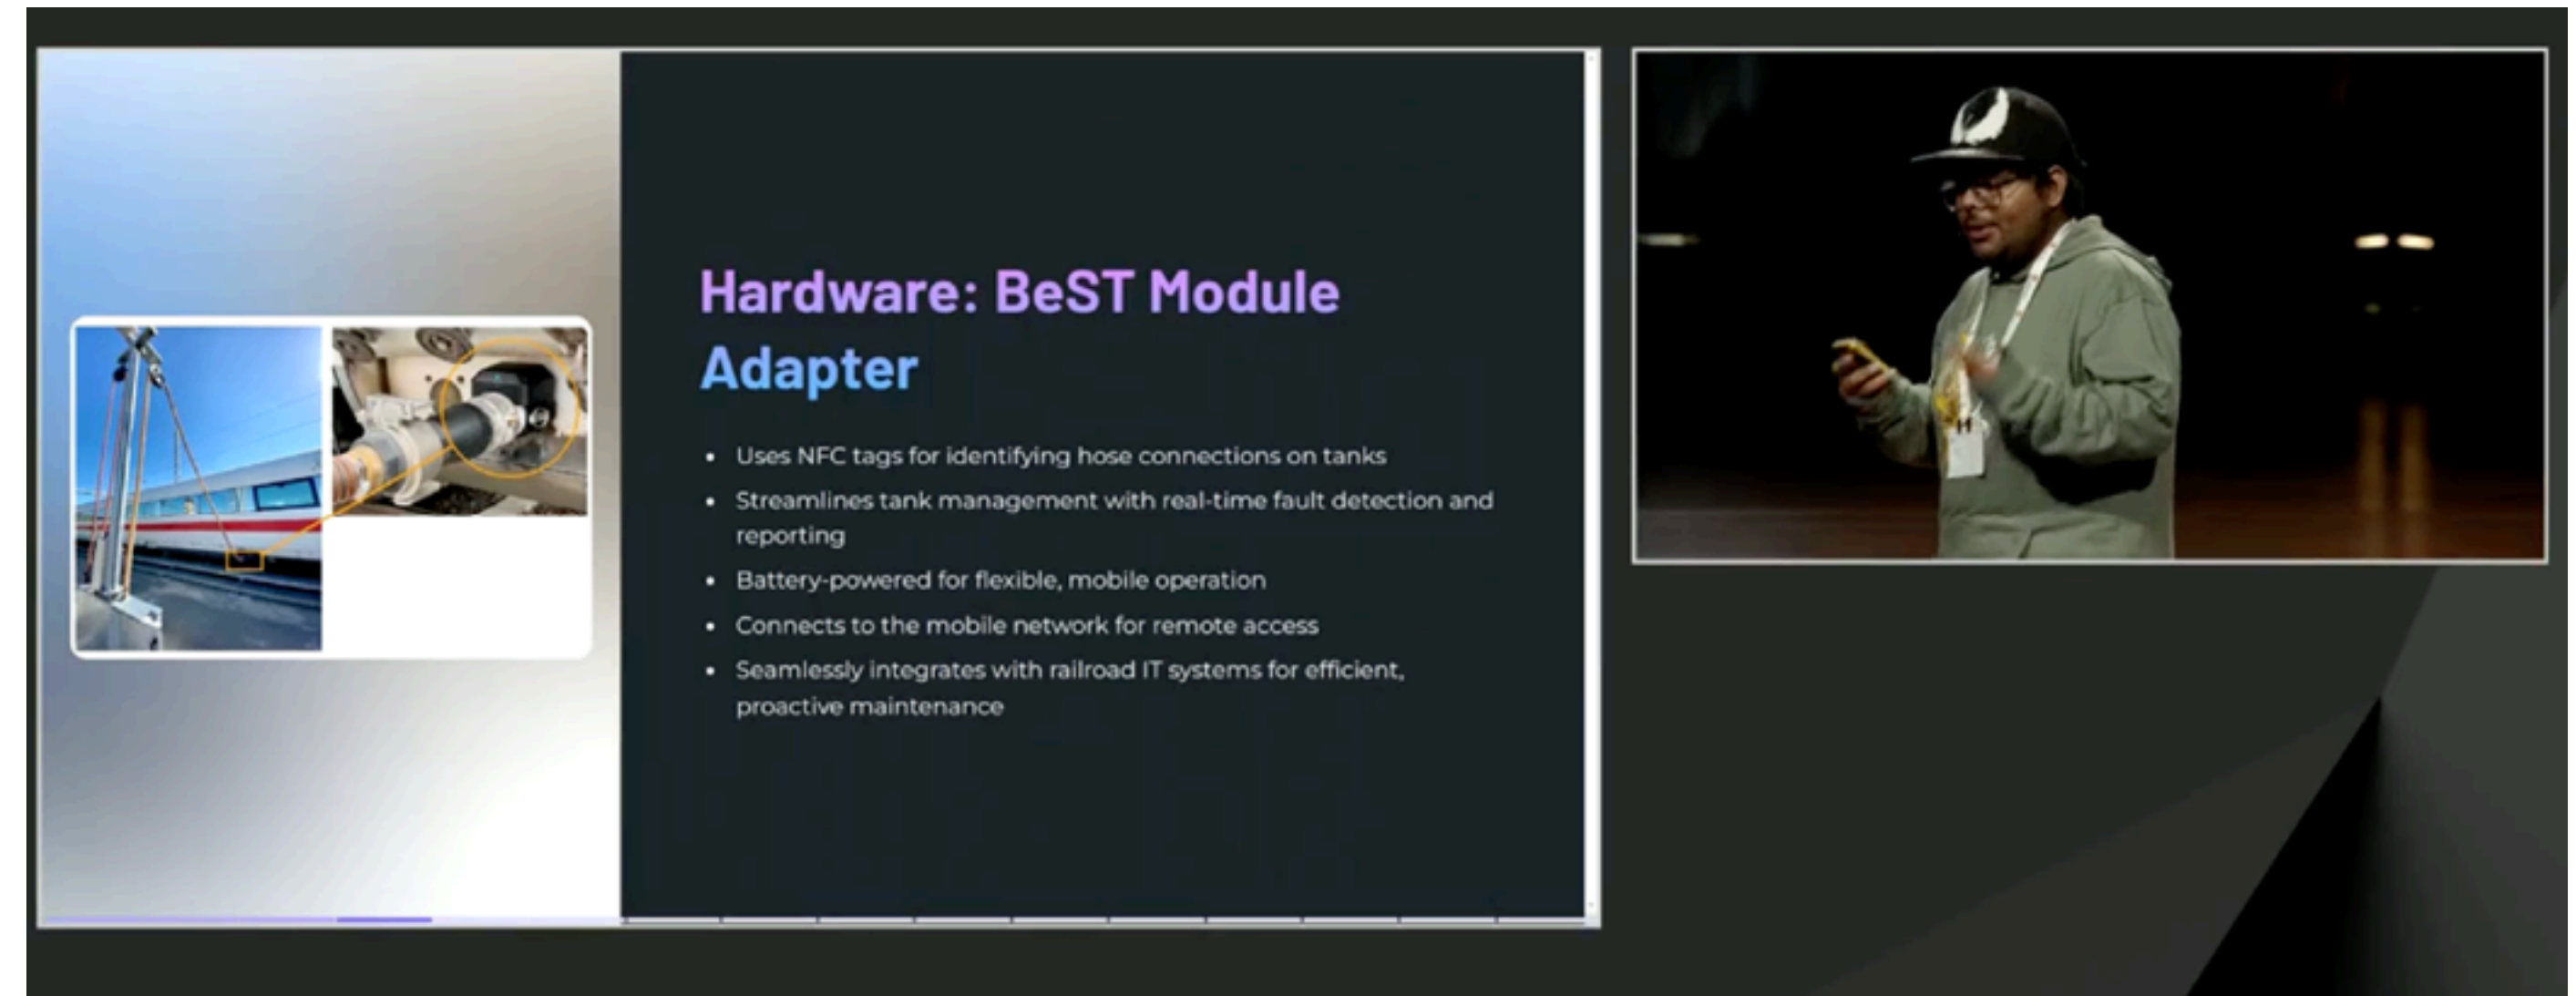 Hardware: BeST Module
Adapter
• Uses NFC tags for identifying hose connections on tanks
• Streamlines tank management with real-time fault detection and
reporting
• Battery-powered for flexible, mobile operation
• Connects to the mobile network for remote access
• Seamlessly integrates with railroad IT systems for efficient,
proactive maintenance
H